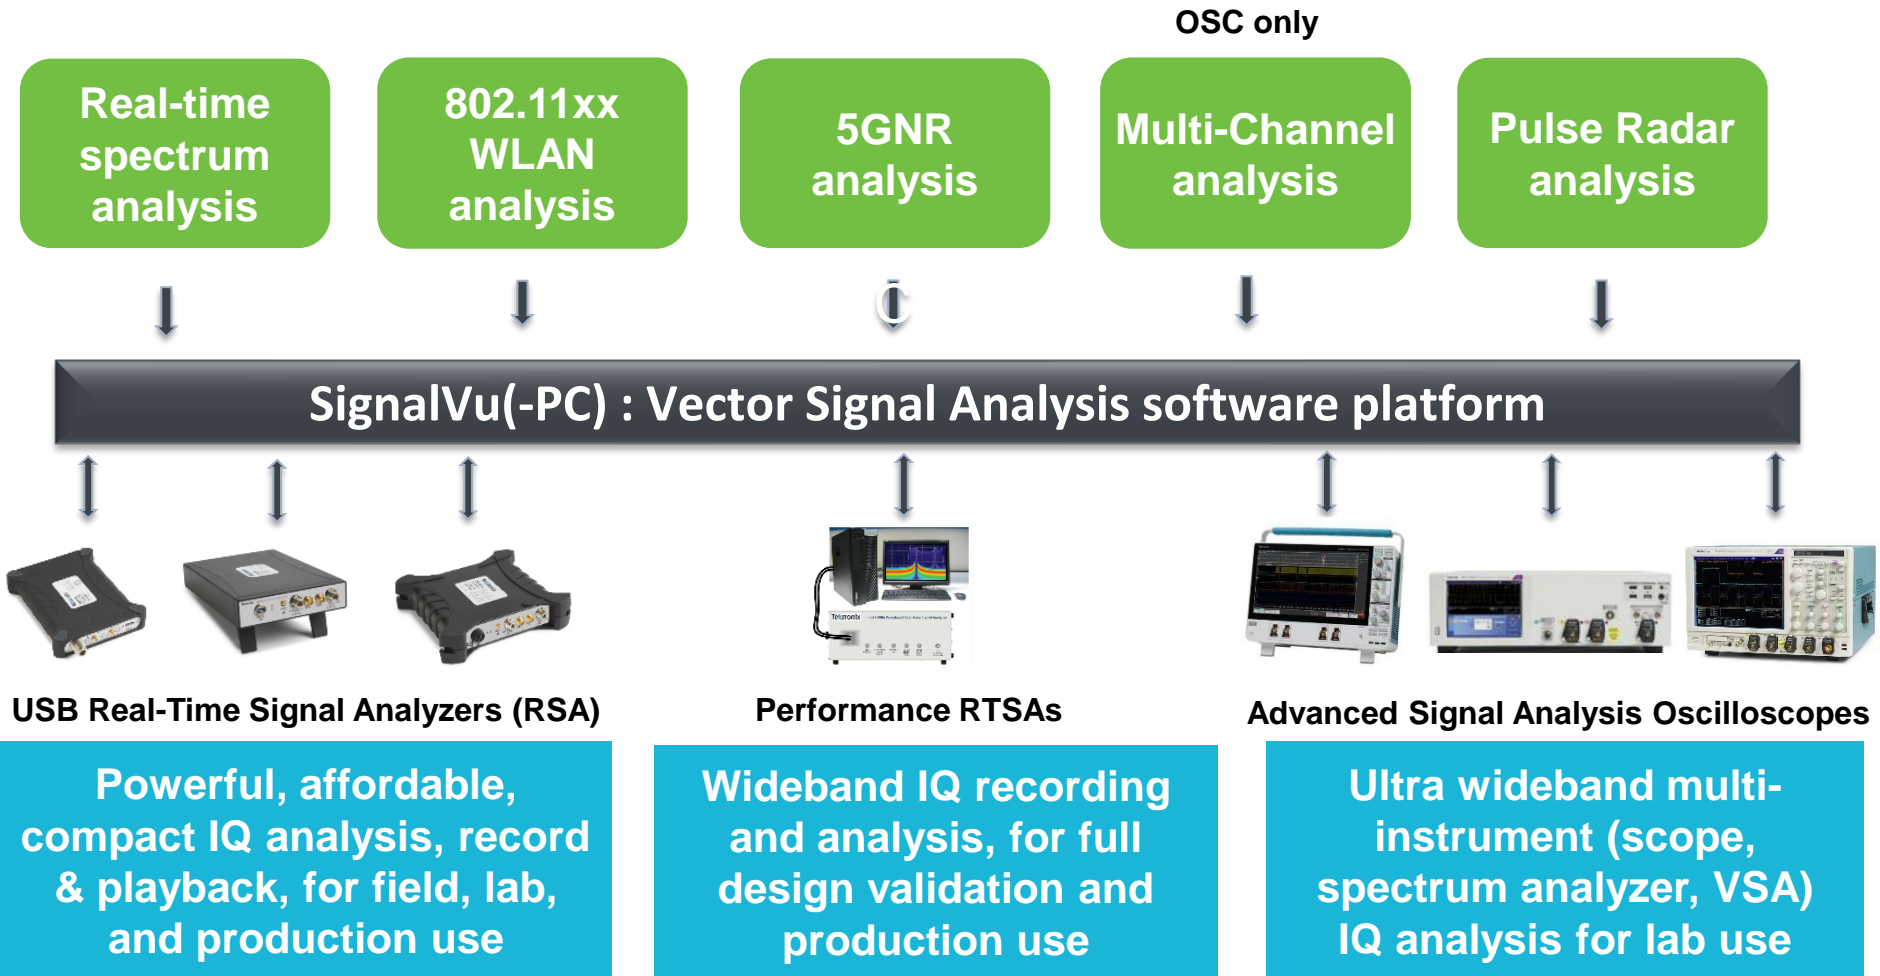 OSC only
Real-time
spectrum
analysis
802.11xx
WLAN
analysis
5GNR
analysis
Multi-Channel
analysis
Pulse Radar
analysis
C
SignalVu(-PC) : Vector Signal Analysis software platform
Tektronix
USB Real-Time Signal Analyzers (RSA)
Performance RTSAs
Advanced Signal Analysis Oscilloscopes
Powerful, affordable,
compact IQ analysis, record
& playback, for field, lab,
and production use
Wideband IQ recording
and analysis, for full
design validation and
production use
Ultra wideband multi-
instrument (scope,
spectrum analyzer, VSA)
IQ analysis for lab use